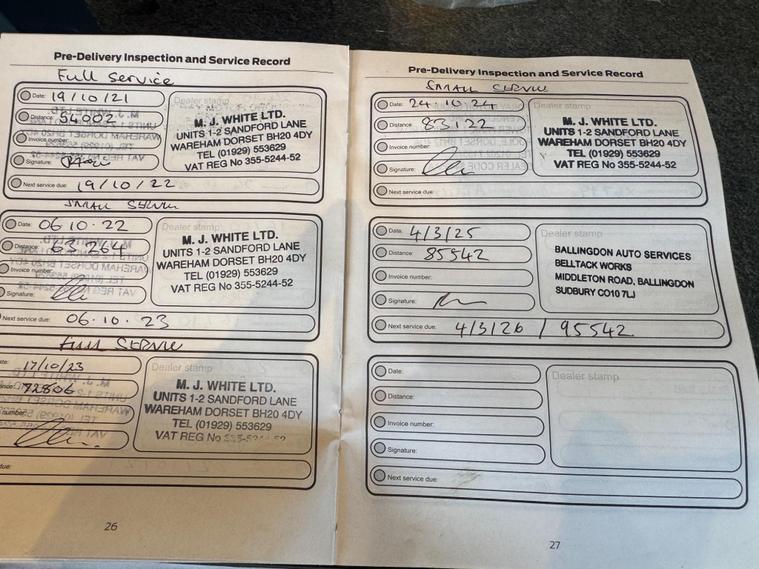 Pre-Delivery Inspection and Service Record
Full Service
Date: 19/10/21
Distance: 54002
Invoice number:
Signature:
Next service due: 19/10/22
Dealer stamp
M. J. WHITE LTD.
UNITS 1-2 SANDFORD LANE
WAREHAM DORSET BH20 4DY
TEL (01929) 553629
VAT REG No 355-5244-52
SMALL SERVICE
Date: 06.10.22
Distance: 63.264
Invoice number:
Signature:
Next service due: 06.10.23
Dealer stamp
M. J. WHITE LTD.
UNITS 1-2 SANDFORD LANE
WAREHAM DORSET BH20 4DY
TEL (01929) 553629
VAT REG No 355-5244-52
FULL SERVICE
17/10/23
72806
number:
due:
Dealer stamp
M. J. WHITE LTD.
UNITS 1-2 SANDFORD LANE
WAREHAM DORSET BH20 4DY
TEL (01929) 553629
VAT REG No
26
Pre-Delivery Inspection and Service Record
SMALL SERVICE
Date: 24.10.24
Distance: 83122
Invoice number:
Signature:
Next service due:
Dealer stamp
M. J. WHITE LTD.
UNITS 1-2 SANDFORD LANE
WAREHAM DORSET BH20 4DY
TEL (01929) 553629
VAT REG No 355-5244-52
Date: 4/3/25
Distance: 85542
Invoice number:
Signature:
Next service due: 4/3/26 / 95542
Dealer stamp
BALLINGDON AUTO SERVICES
BELLTACK WORKS
MIDDLETON ROAD, BALLINGDON
SUDBURY CO10 7LJ
Date:
Distance:
Invoice number:
Signature:
Next service due:
Dealer stamp
27